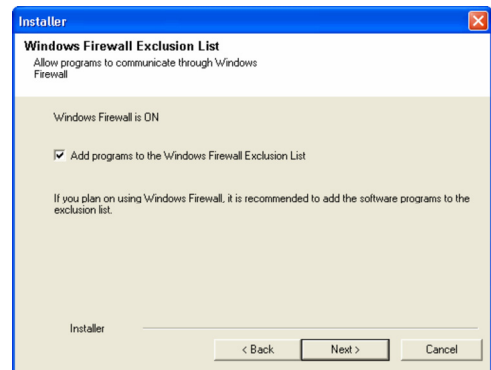 Installer
Windows Firewall Exclusion List
Allow programs to communicate through Windows
Firewall
Windows Firewall is ON
Add programs to the Windows Firewall Exclusion List
If you plan on using Windows Firewall, it is recommended to add the software programs to the
exclusion list.
Installer
< Back Next > Cancel